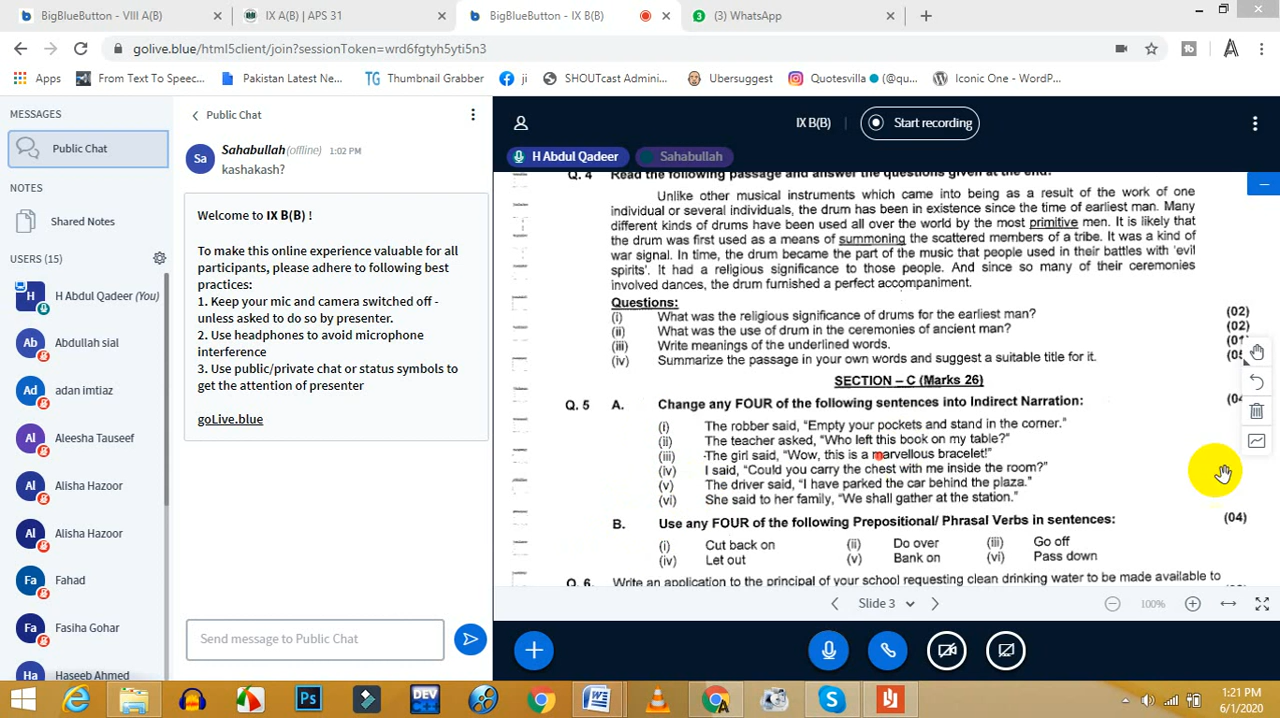 BigBlueButton - VIII A(B)
IX A(B) | APS 31
BigBlueButton - IX B(B)
(3) WhatsApp
golive.blue/html5client/join?sessionToken=wrd6fgtyh5yti5n3
Apps
From Text To Speec...
Pakistan Latest Ne...
Thumbnail Grabber
ji
SHOUTcast Admini...
Ubersuggest
Quotesvilla (@qu...
Iconic One - WordP...
MESSAGES
Public Chat
NOTES
Shared Notes
USERS (15)
H H Abdul Qadeer (You)
Ab Abdullah sial
Ad adan imtiaz
Al Aleesha Tauseef
Al Alisha Hazoor
Al Alisha Hazoor
Fa Fahad
Fa Fasiha Gohar
Ha Haseeb Ahmed
Public Chat
Sa Sahabullah (offline) 1:02 PM
kashakash?
Welcome to IX B(B) !
To make this online experience valuable for all
participants, please adhere to following best
practices:
1. Keep your mic and camera switched off -
unless asked to do so by presenter.
2. Use headphones to avoid microphone
interference
3. Use public/private chat or status symbols to
get the attention of presenter
goLive.blue
Send message to Public Chat
IX B(B)
Start recording
H Abdul Qadeer
Sahabullah
Q. 4 Read the following passage and answer the questions given at the end:
Unlike other musical instruments which came into being as a result of the work of one
individual or several individuals, the drum has been in existence since the time of earliest man. Many
different kinds of drums have been used all over the world by the most primitive men. It is likely that
the drum was first used as a means of summoning the scattered members of a tribe. It was a kind of
war signal. In time, the drum became the part of the music that people used in their battles with 'evil
spirits'. It had a religious significance to those people. And since so many of their ceremonies
involved dances, the drum furnished a perfect accompaniment.
Questions:
(i) What was the religious significance of drums for the earliest man? (02)
(ii) What was the use of drum in the ceremonies of ancient man? (02)
(iii) Write meanings of the underlined words.
(iv) Summarize the passage in your own words and suggest a suitable title for it.
SECTION – C (Marks 26)
Q. 5 A. Change any FOUR of the following sentences into Indirect Narration:
(i) The robber said, "Empty your pockets and stand in the corner."
(ii) The teacher asked, "Who left this book on my table?"
(iii) The girl said, "Wow, this is a marvellous bracelet!"
(iv) I said, "Could you carry the chest with me inside the room?"
(v) The driver said, "I have parked the car behind the plaza."
(vi) She said to her family, "We shall gather at the station."
B. Use any FOUR of the following Prepositional/ Phrasal Verbs in sentences: (04)
(i) Cut back on (ii) Do over (iii) Go off
(iv) Let out (v) Bank on (vi) Pass down
Q. 6. Write an application to the principal of your school requesting clean drinking water to be made available to
Slide 3
100%
1:21 PM
6/1/2020